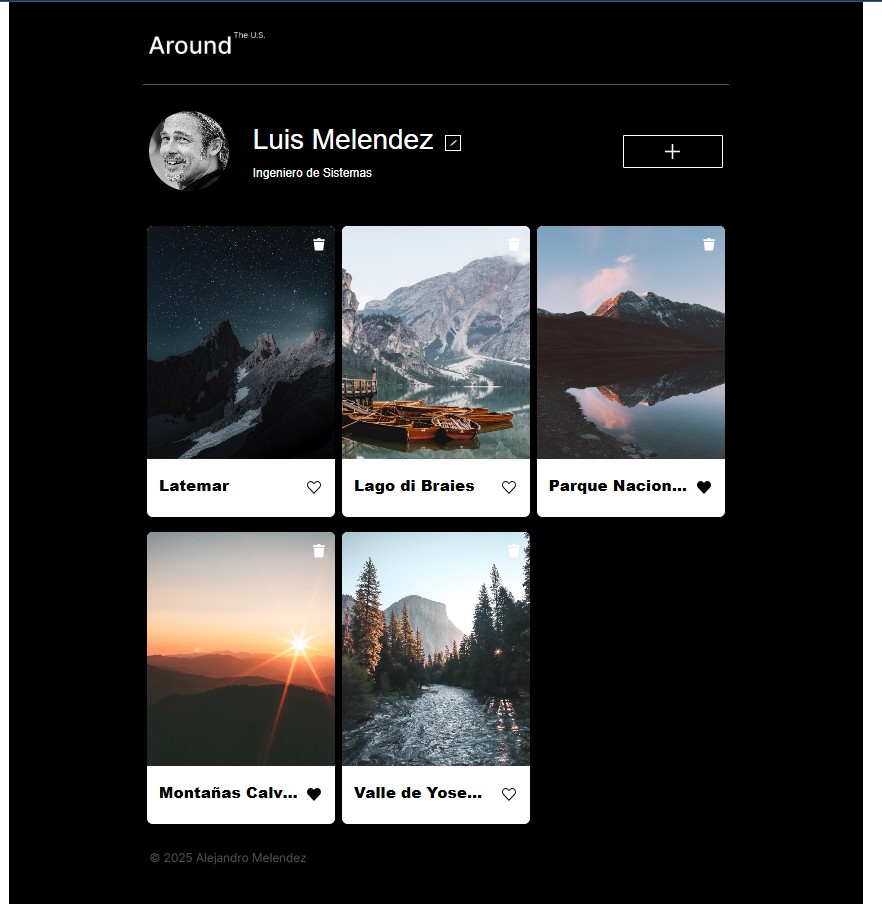 Around The U.S.
Luis Melendez
Ingeniero de Sistemas
Latemar
Lago di Braies
Parque Nacion...
Montañas Calv...
Valle de Yose...
© 2025 Alejandro Melendez